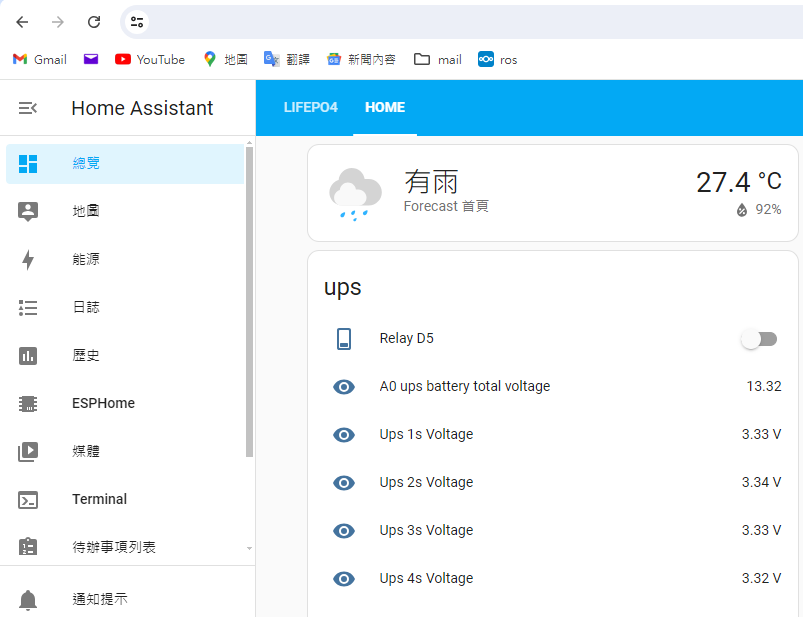 Gmail
YouTube
地圖
翻譯
新聞內容
mail
ros
Home Assistant
LIFEPO4 HOME
總覽
地圖
能源
日誌
歷史
ESPHome
媒體
Terminal
待辦事項列表
通知提示
有雨
Forecast 首頁
27.4 °C
92%
ups
Relay D5
A0 ups battery total voltage 13.32
Ups 1s Voltage 3.33 V
Ups 2s Voltage 3.34 V
Ups 3s Voltage 3.33 V
Ups 4s Voltage 3.32 V